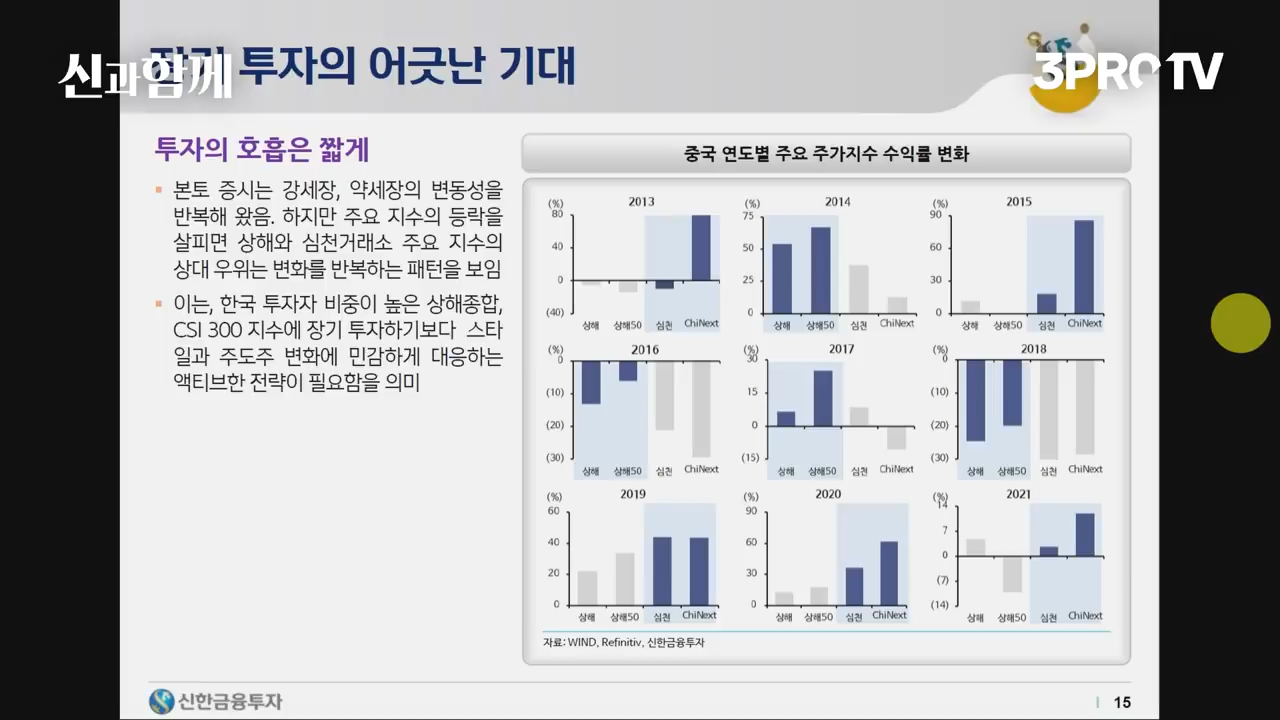 신과함께
투자의 어긋난 기대
3PROTV
투자의 호흡은 짧게
본토 증시는 강세장, 약세장의 변동성을
반복해 왔음. 하지만 주요 지수의 등락을
살피면 상해와 심천거래소 주요 지수의
상대 우위는 변화를 반복하는 패턴을 보임
이는, 한국 투자자 비중이 높은 상해종합,
CSI 300 지수에 장기 투자하기보다 스타
일과 주도주 변화에 민감하게 대응하는
액티브한 전략이 필요함을 의미
중국 연도별 주요 주가지수 수익률 변화
(%) 2013
80
40
0
(40)
상해 상해50 심천 ChiNext
(%) 2014
75
50
25
0
상해 상해50 심천 ChiNext
(%) 2015
90
60
30
0
상해 상해50 심천 ChiNext
(%) 2016
0
(10)
(20)
(30)
상해 상해50 심천 ChiNext
(%) 2017
30
15
0
(15)
상해 상해50 심천 ChiNext
(%) 2018
0
(10)
(20)
(30)
상해 상해50 심천 ChiNext
(%) 2019
60
40
20
0
상해 상해50 심천 ChiNext
(%) 2020
90
60
30
0
상해 상해50 심천 ChiNext
(%) 2021
14
7
0
(7)
(14)
상해 상해50 심천 ChiNext
자료: WIND, Refinitiv, 신한금융투자
신한금융투자
15